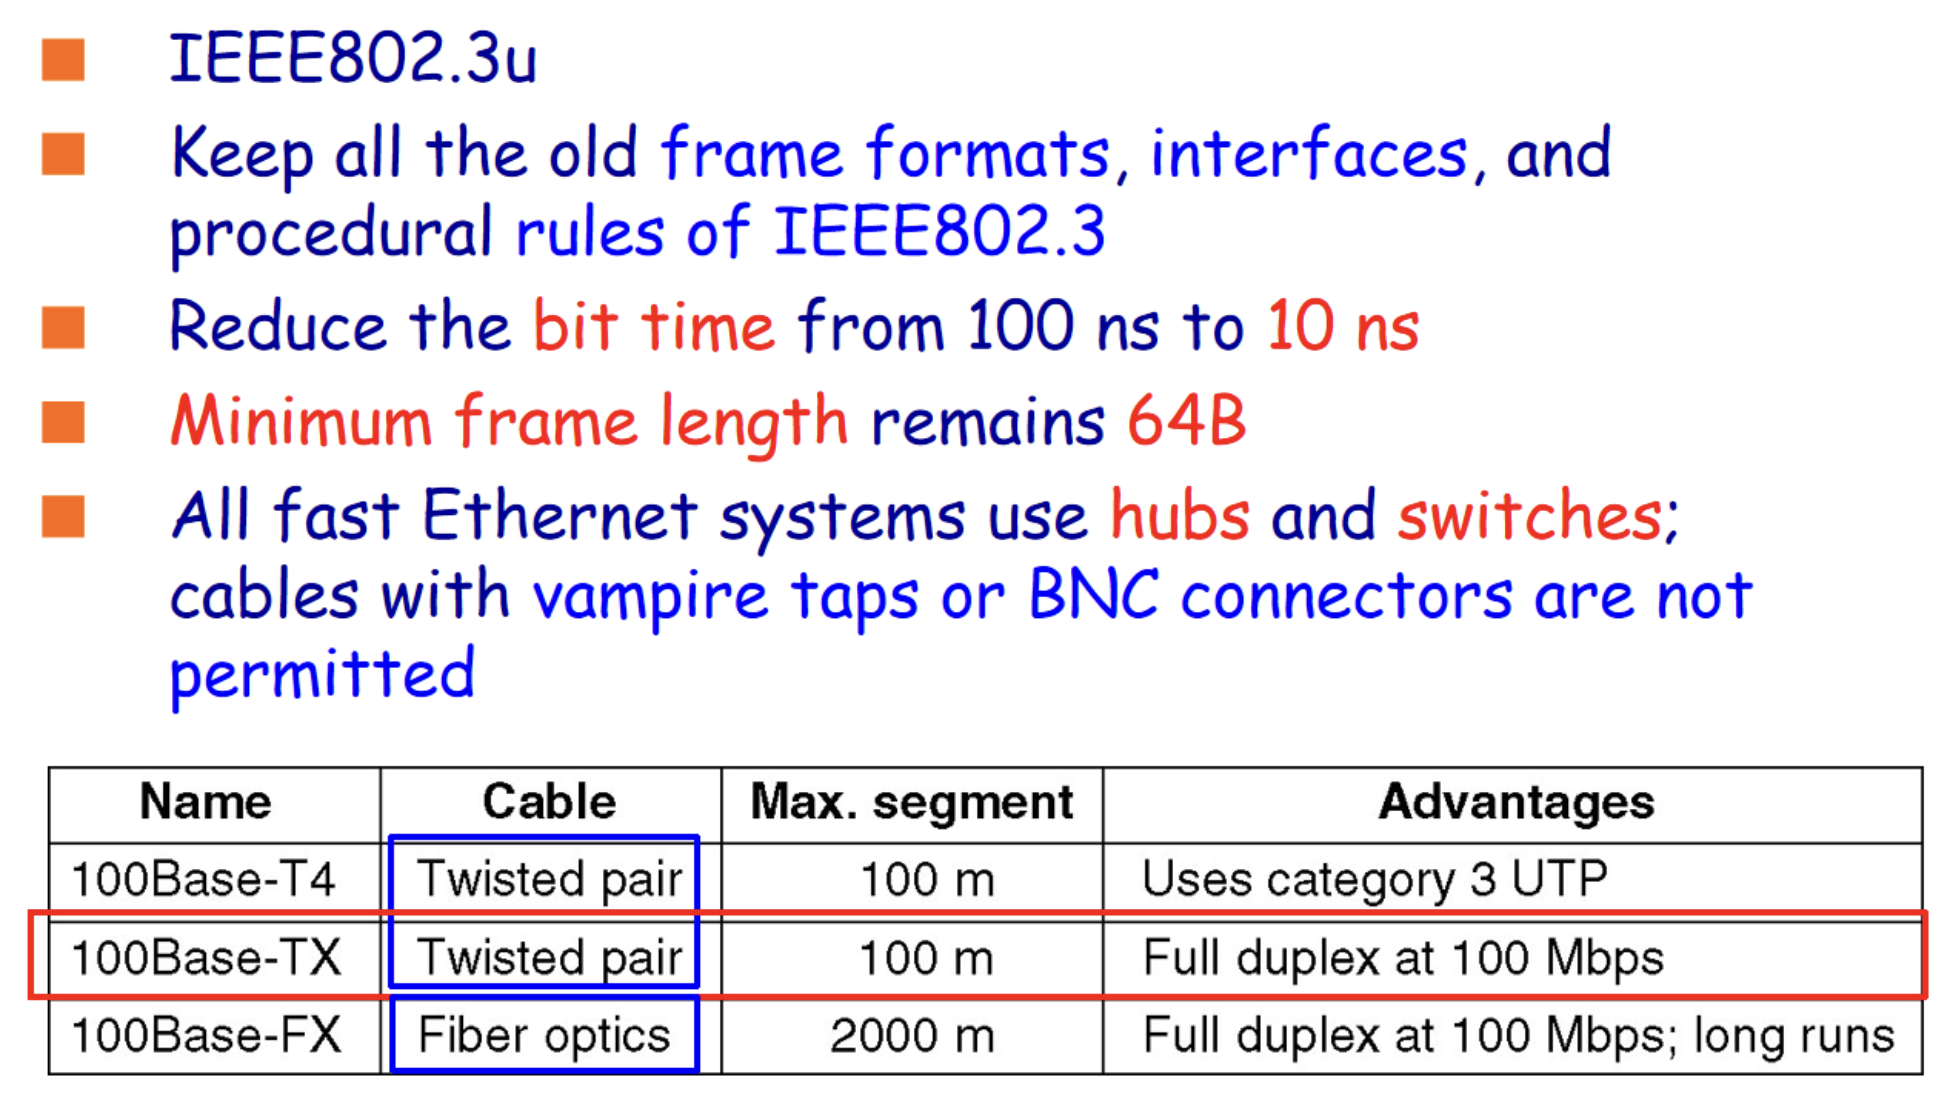 IEEE802.3u
Keep all the old frame formats, interfaces, and
procedural rules of IEEE802.3
Reduce the bit time from 100 ns to 10 ns
Minimum frame length remains 64B
All fast Ethernet systems use hubs and switches;
cables with vampire taps or BNC connectors are not
permitted
Name Cable Max. segment Advantages
100Base-T4 Twisted pair 100 m Uses category 3 UTP
100Base-TX Twisted pair 100 m Full duplex at 100 Mbps
100Base-FX Fiber optics 2000 m Full duplex at 100 Mbps; long runs